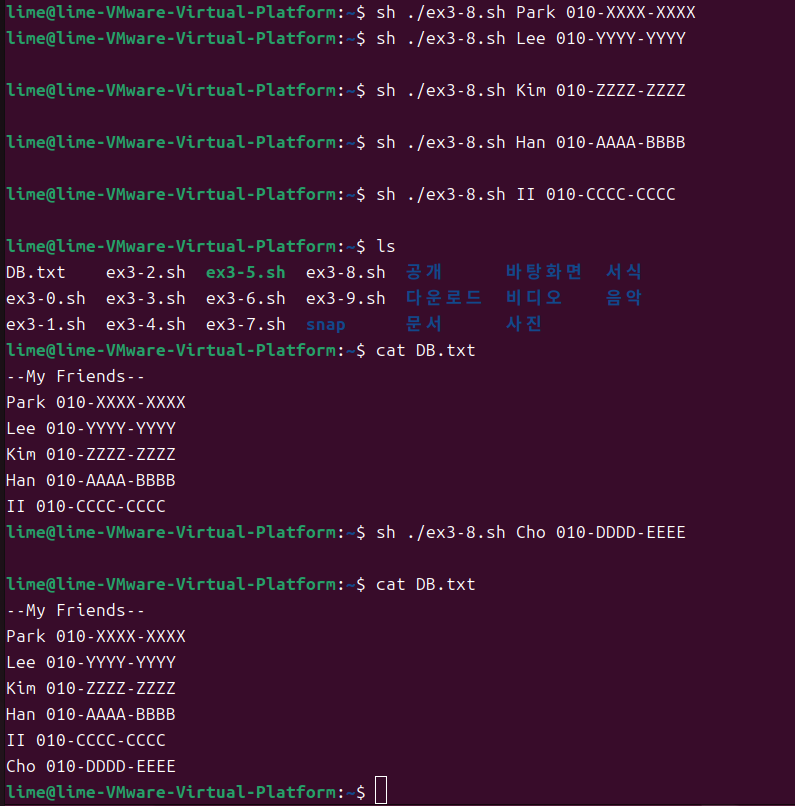 lime@lime-VMware-Virtual-Platform:~$ sh ./ex3-8.sh Park 010-XXXX-XXXX
lime@lime-VMware-Virtual-Platform:~$ sh ./ex3-8.sh Lee 010-YYYY-YYYY
lime@lime-VMware-Virtual-Platform:~$ sh ./ex3-8.sh Kim 010-ZZZZ-ZZZZ
lime@lime-VMware-Virtual-Platform:~$ sh ./ex3-8.sh Han 010-AAAA-BBBB
lime@lime-VMware-Virtual-Platform:~$ sh ./ex3-8.sh II 010-CCCC-CCCC
lime@lime-VMware-Virtual-Platform:~$ ls
DB.txt ex3-2.sh ex3-5.sh ex3-8.sh 공개 바탕화면 서식
ex3-0.sh ex3-3.sh ex3-6.sh ex3-9.sh 다운로드 비디오 음악
ex3-1.sh ex3-4.sh ex3-7.sh snap 문서 사진
lime@lime-VMware-Virtual-Platform:~$ cat DB.txt
--My Friends--
Park 010-XXXX-XXXX
Lee 010-YYYY-YYYY
Kim 010-ZZZZ-ZZZZ
Han 010-AAAA-BBBB
II 010-CCCC-CCCC
lime@lime-VMware-Virtual-Platform:~$ sh ./ex3-8.sh Cho 010-DDDD-EEEE
lime@lime-VMware-Virtual-Platform:~$ cat DB.txt
--My Friends--
Park 010-XXXX-XXXX
Lee 010-YYYY-YYYY
Kim 010-ZZZZ-ZZZZ
Han 010-AAAA-BBBB
II 010-CCCC-CCCC
Cho 010-DDDD-EEEE
lime@lime-VMware-Virtual-Platform:~$